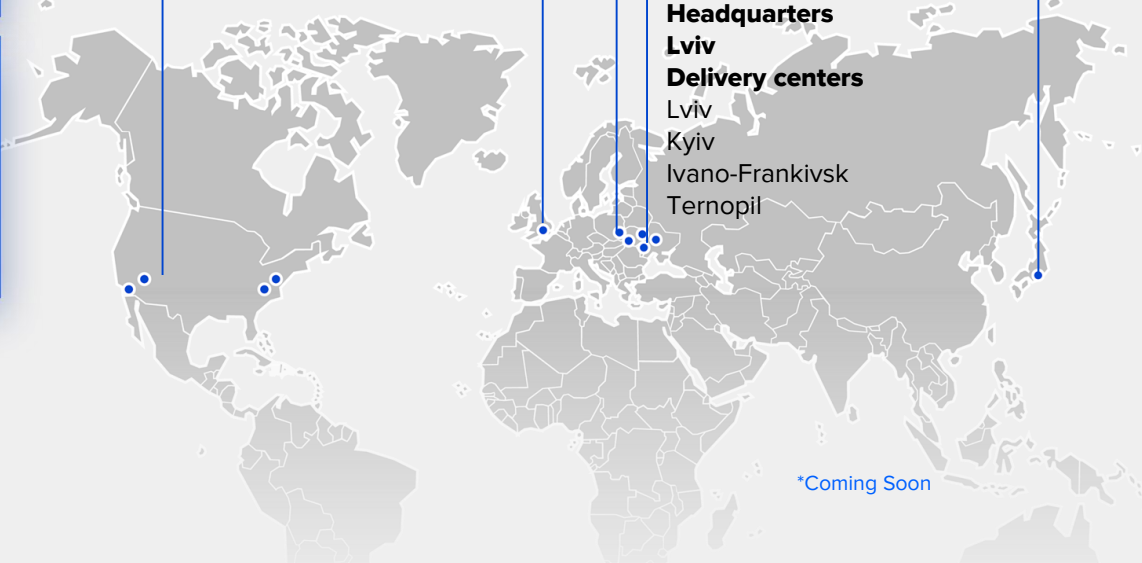 Headquarters
Lviv
Delivery centers
Lviv
Kyiv
Ivano-Frankivsk
Ternopil
*Coming Soon